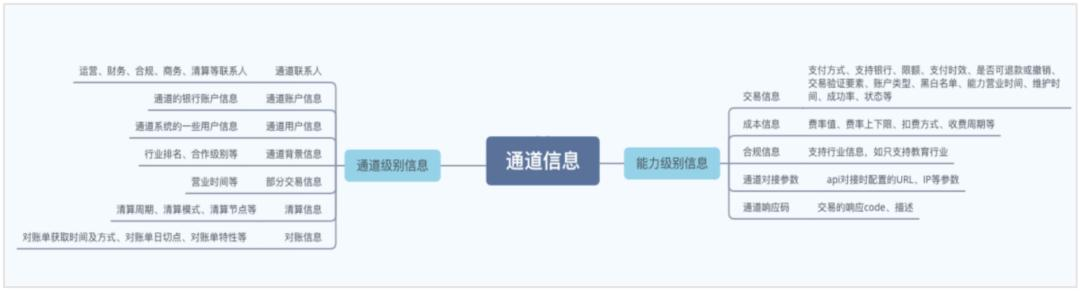 通道信息
通道级别信息
运营、财务、合规、商务、清算等联系人 通道联系人
通道的银行账户信息 通道账户信息
通道系统的一些用户信息 通道用户信息
行业排名、合作级别等 通道背景信息
营业时间等 部分交易信息
清算周期、清算模式、清算节点等 清算信息
对账单获取时间及方式、对账单日切点、对账单特性等 对账信息
能力级别信息
交易信息
支付方式、支持银行、限额、支付时效、是否可退款或撤销、
交易验证要素、账户类型、黑白名单、能力营业时间、维护时
间、成功率、状态等
成本信息 费率值、费率上下限、扣费方式、收费周期等
合规信息 支持行业信息，如只支持教育行业
通道对接参数 api对接时配置的URL、IP等参数
通道响应码 交易的响应code、描述